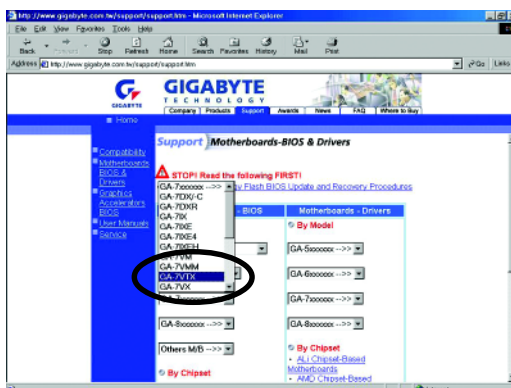 http://www.gigabyte.com.tw/support/support.htm - Microsoft Internet Explorer
File Edit View Favorites Tools Help
Back Stop Refresh Home Search Favorites History Mail Print
Address http://www.gigabyte.com.tw/support/support.htm Go Links
GIGABYTE
GIGABYTE
TECHNOLOGY
Company Products Support Awards News FAQ Where to Buy
Home
Support Motherboards-BIOS & Drivers
Compatibility
Motherboards
BIOS &
Drivers
Graphics
Accelerators
BIOS
User Manuals
Service
STOP! Read the following FIRST!
Flash BIOS Update and Recovery Procedures
GA-7xxxxxx -->>
GA-7DX/-C
GA-7DXR
GA-7IX
GA-7IXE
GA-7IXE4
GA-7IXEH
GA-7VM
GA-7VMM
GA-7VTX
GA-7VX
- BIOS
GA-7xxxxxx -->>
GA-8xxxxxx -->>
Others M/B -->>
By Chipset
Motherboards - Drivers
By Model
GA-5xxxxxx -->>
GA-6xxxxxx -->>
GA-7xxxxxx -->>
GA-8xxxxxx -->>
By Chipset
- ALi Chipset-Based
Motherboards
- AMD Chipset-Based